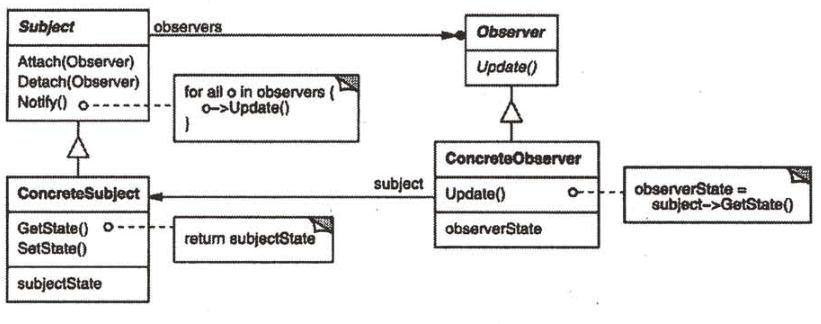 Subject
observers
Observer
Attach(Observer)
Detach(Observer)
Notify()
for all o in observers {
o->Update()
}
Update()
ConcreteSubject
GetState()
SetState()
subjectState
return subjectState
subject
ConcreteObserver
Update()
observerState
observerState =
subject->GetState()